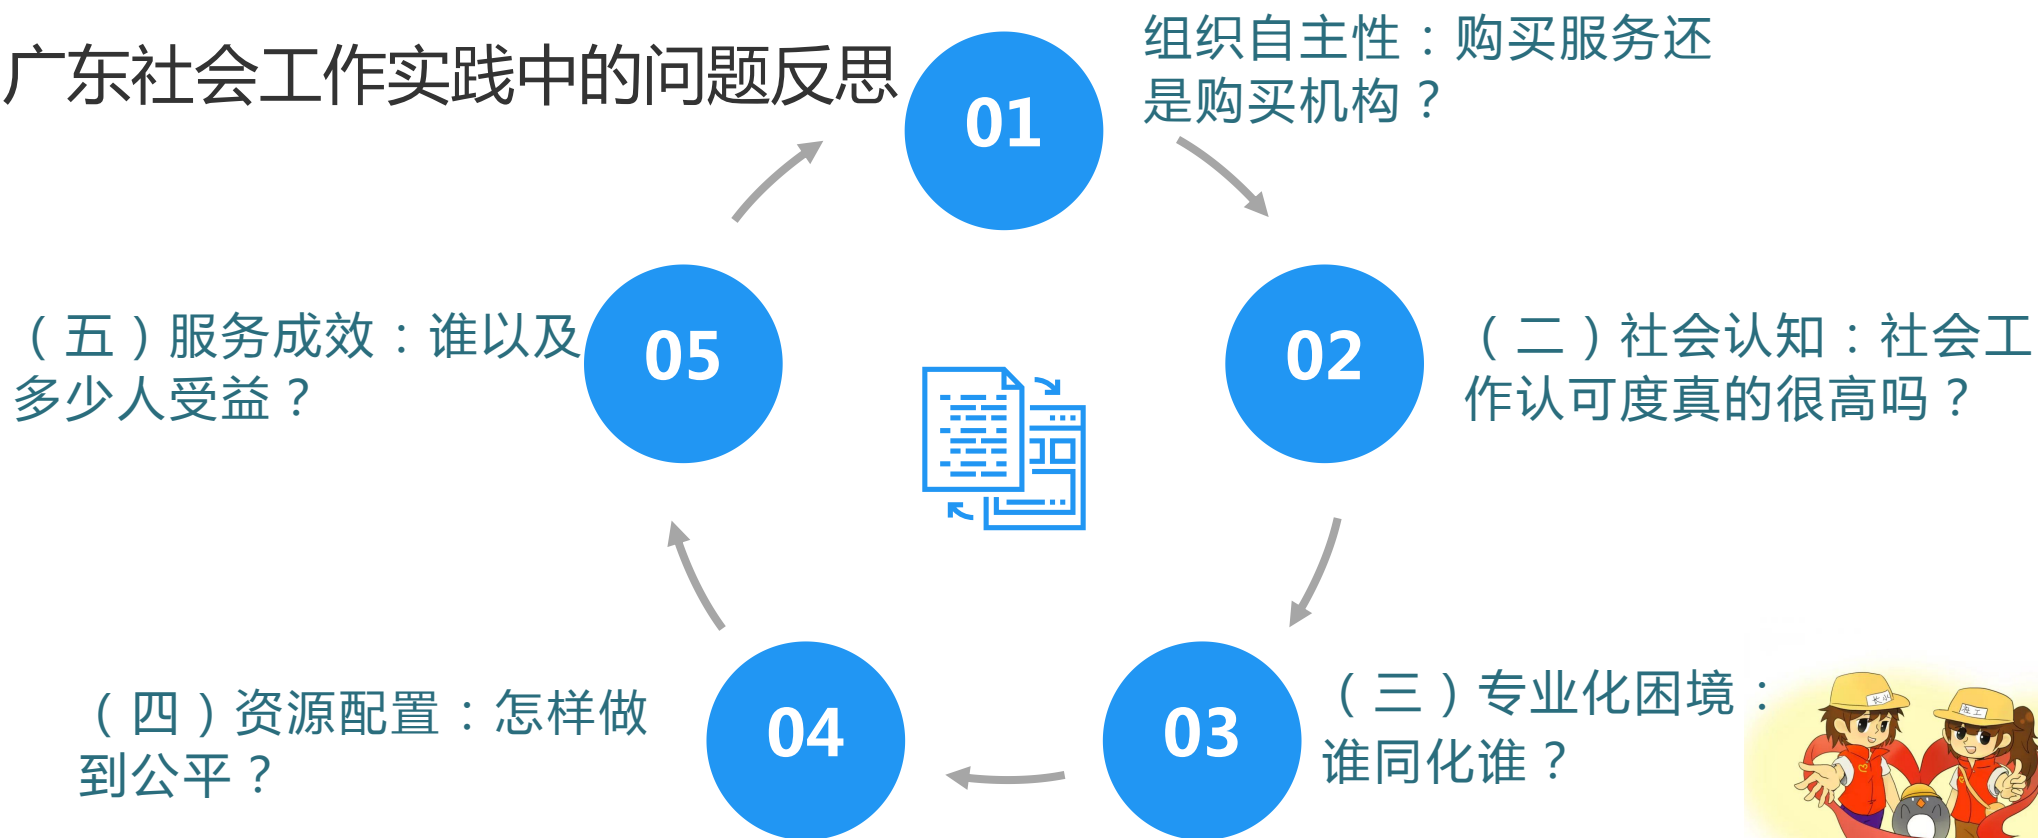 广东社会工作实践中的问题反思
01
组织自主性：购买服务还
是购买机构？
02
（二）社会认知：社会工
作认可度真的很高吗？
03
（三）专业化困境：
谁同化谁？
04
（四）资源配置：怎样做
到公平？
05
（五）服务成效：谁以及
多少人受益？
社工